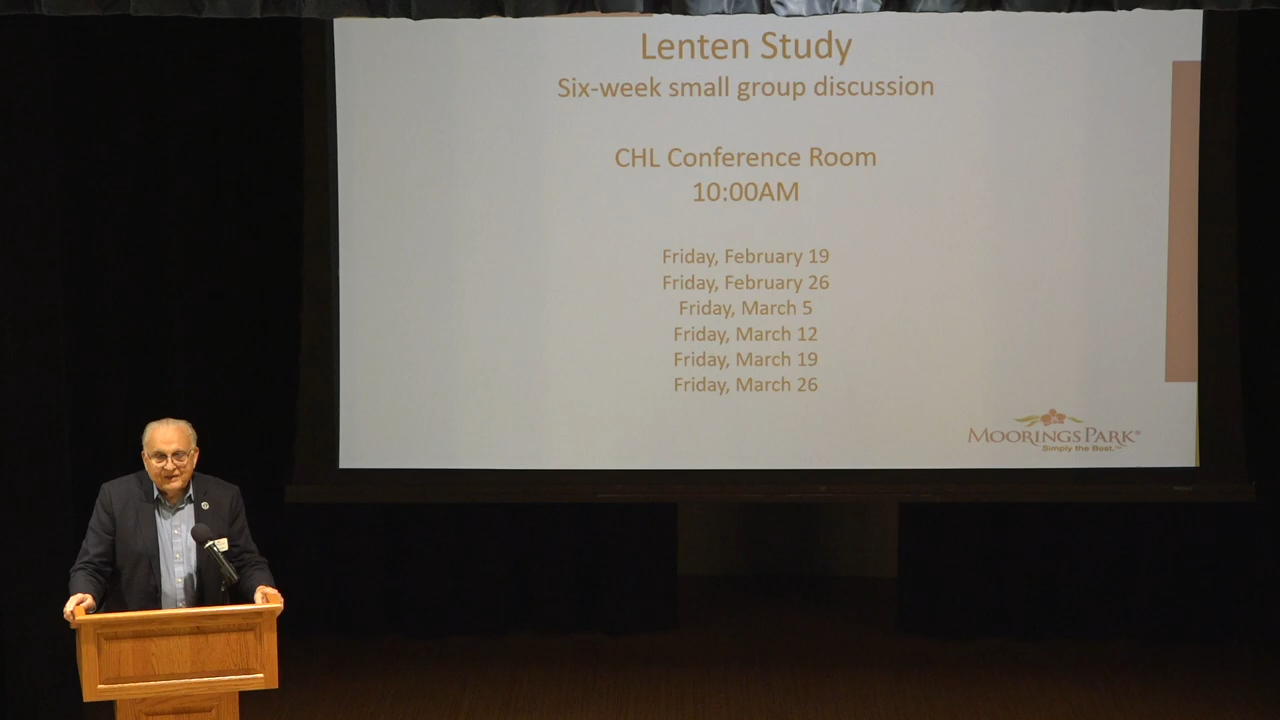 Lenten Study
Six-week small group discussion
CHL Conference Room
10:00AM
Friday, February 19
Friday, February 26
Friday, March 5
Friday, March 12
Friday, March 19
Friday, March 26
MOORINGS PARK®
Simply the Best.™